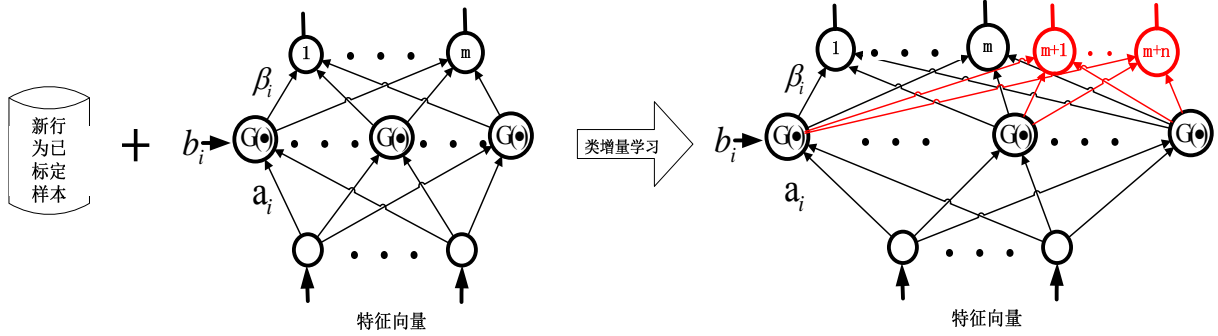 新行
为已
标定
样本
+
1 . . . m
β_i
b_i G(•) . . . G(•) . . . G(•)
a_i
. . .
特征向量
类增量学习
1 . . . . m m+1 . . m+n
β_i
b_i G(•) . . . G(•) . . . G(•)
a_i
. . .
特征向量